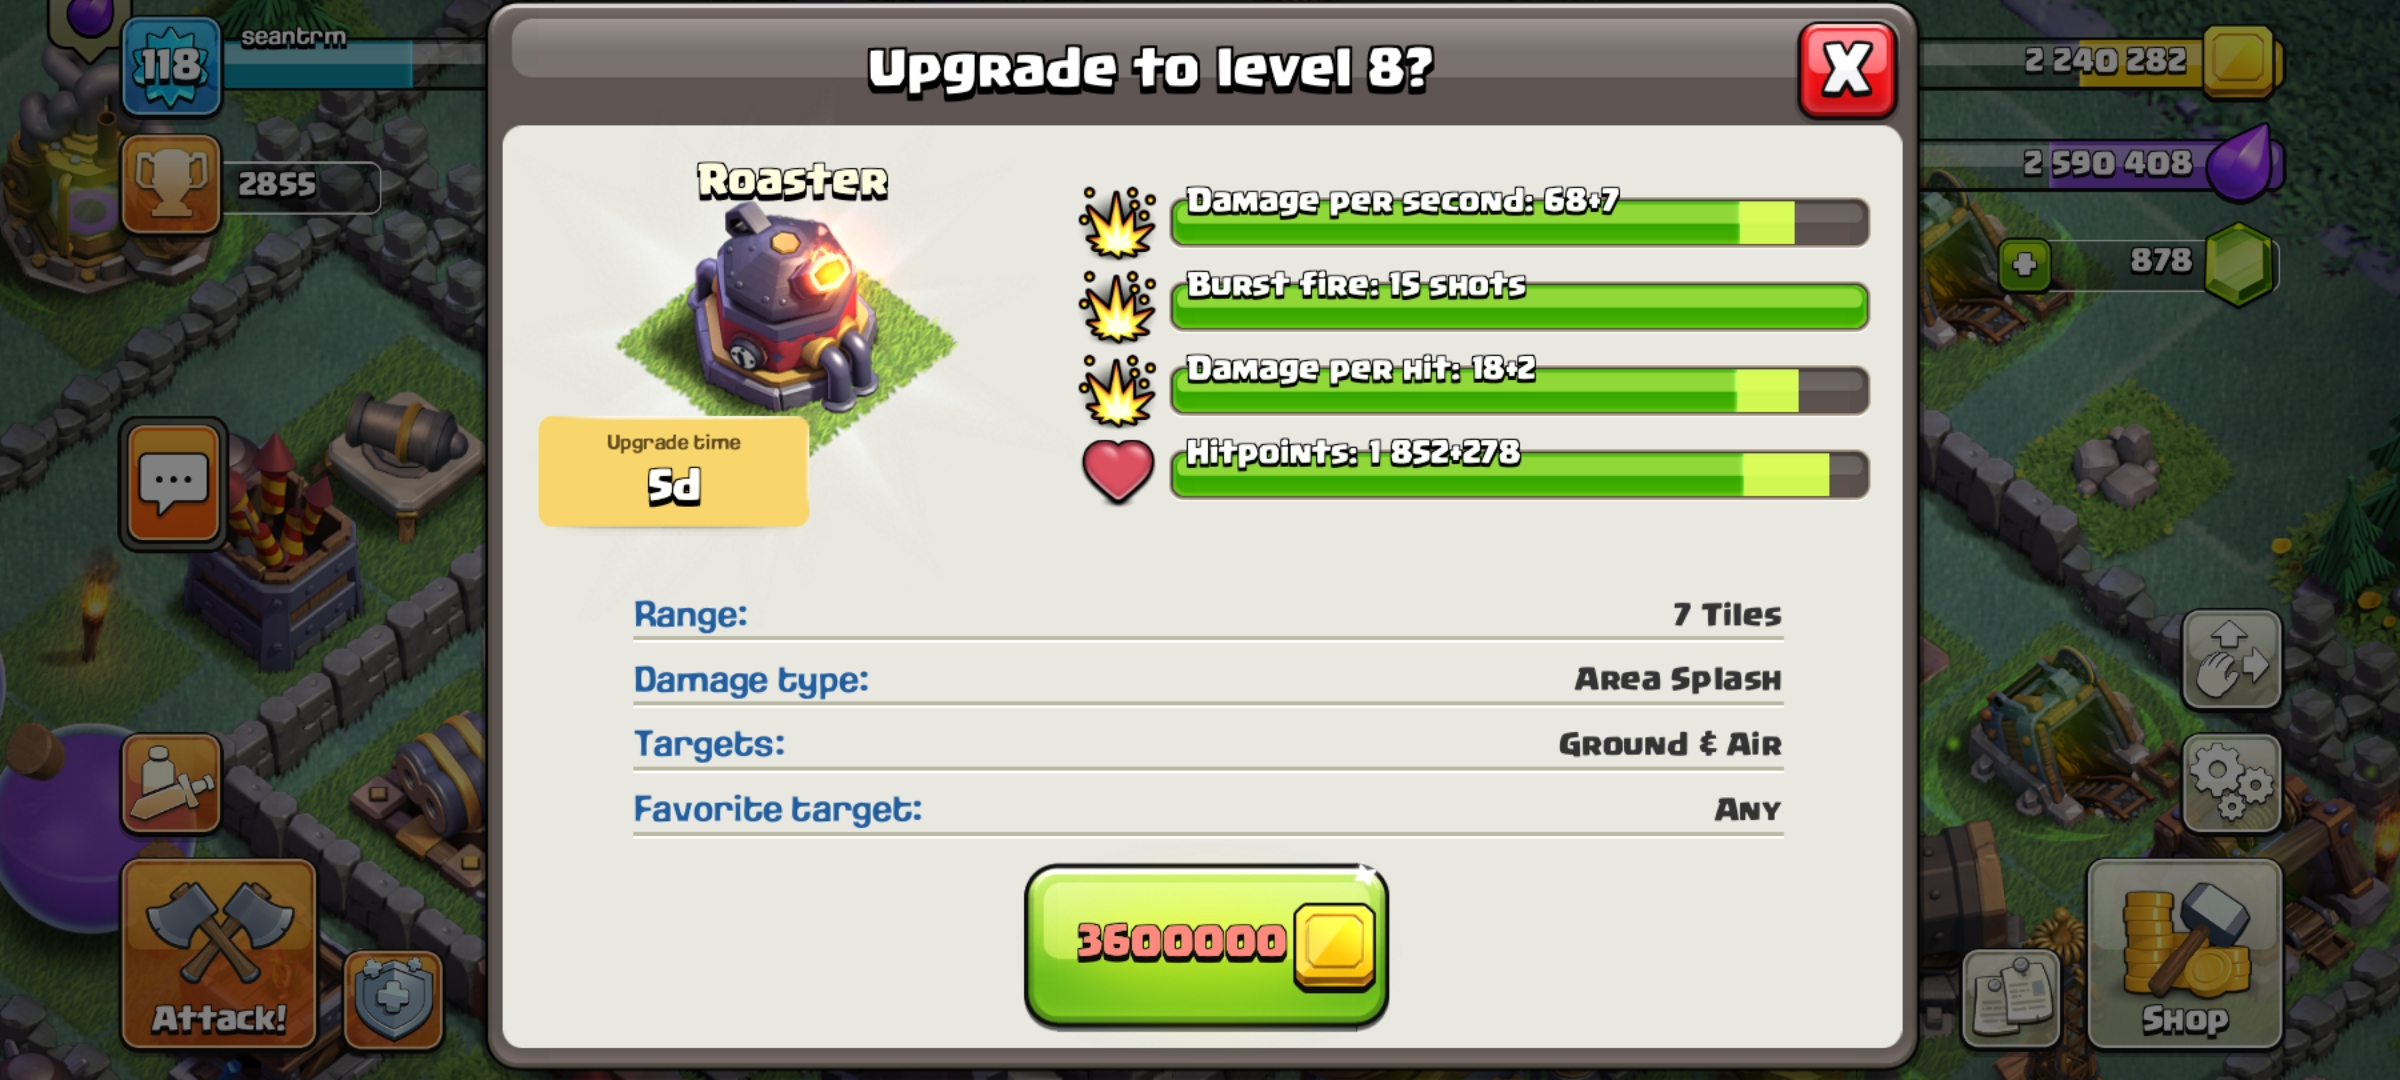 seantrm
118
2855
Upgrade to level 8?
X
2 240 282
2 590 408
878
Roaster
Upgrade time
5d
Damage per second: 68+7
Burst fire: 15 shots
Damage per hit: 18+2
Hitpoints: 1 852+278
Range: 7 Tiles
Damage type: Area Splash
Targets: Ground & Air
Favorite target: Any
3600000
Attack!
Shop